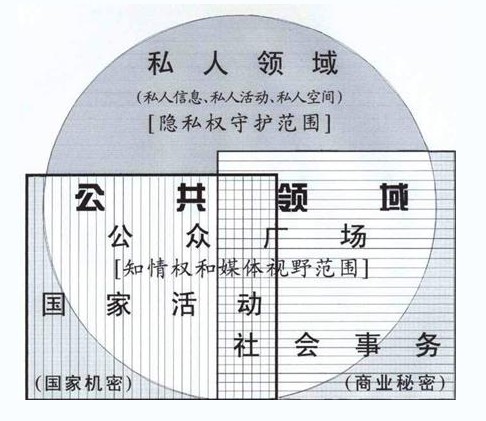 私人领域
(私人信息、私人活动、私人空间)
[隐私权守护范围]
公共领域
公众广场
[知情权和媒体视野范围]
国家活动
社会事务
(国家机密)
(商业秘密)